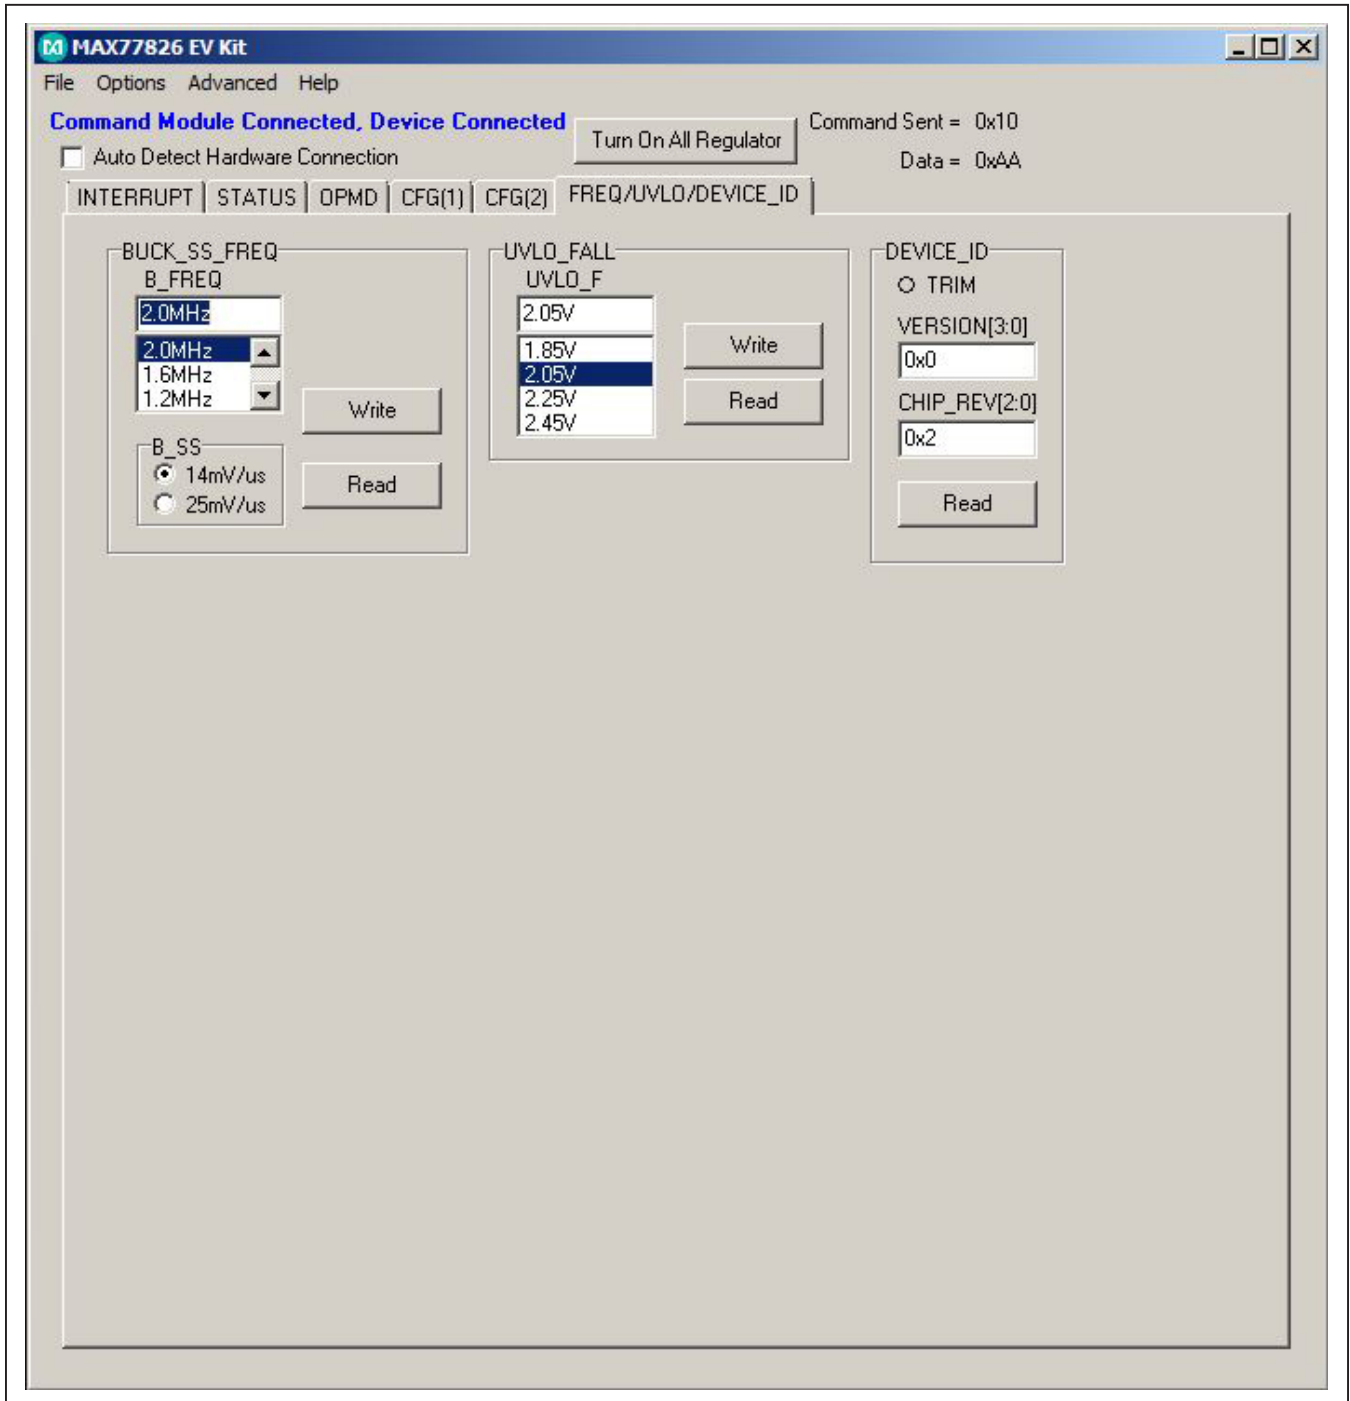 MAX77826 EV Kit
File Options Advanced Help
Command Module Connected, Device Connected
Turn On All Regulator
Command Sent = 0x10
Auto Detect Hardware Connection
Data = 0xAA
INTERRUPT STATUS OPMD CFG(1) CFG(2) FREQ/UVLO/DEVICE_ID
BUCK_SS_FREQ
B_FREQ
2.0MHz
2.0MHz
1.6MHz
1.2MHz
Write
B_SS
14mV/us
25mV/us
Read
UVLO_FALL
UVLO_F
2.05V
1.85V
2.05V
2.25V
2.45V
Write
Read
DEVICE_ID
TRIM
VERSION[3:0]
0x0
CHIP_REV[2:0]
0x2
Read